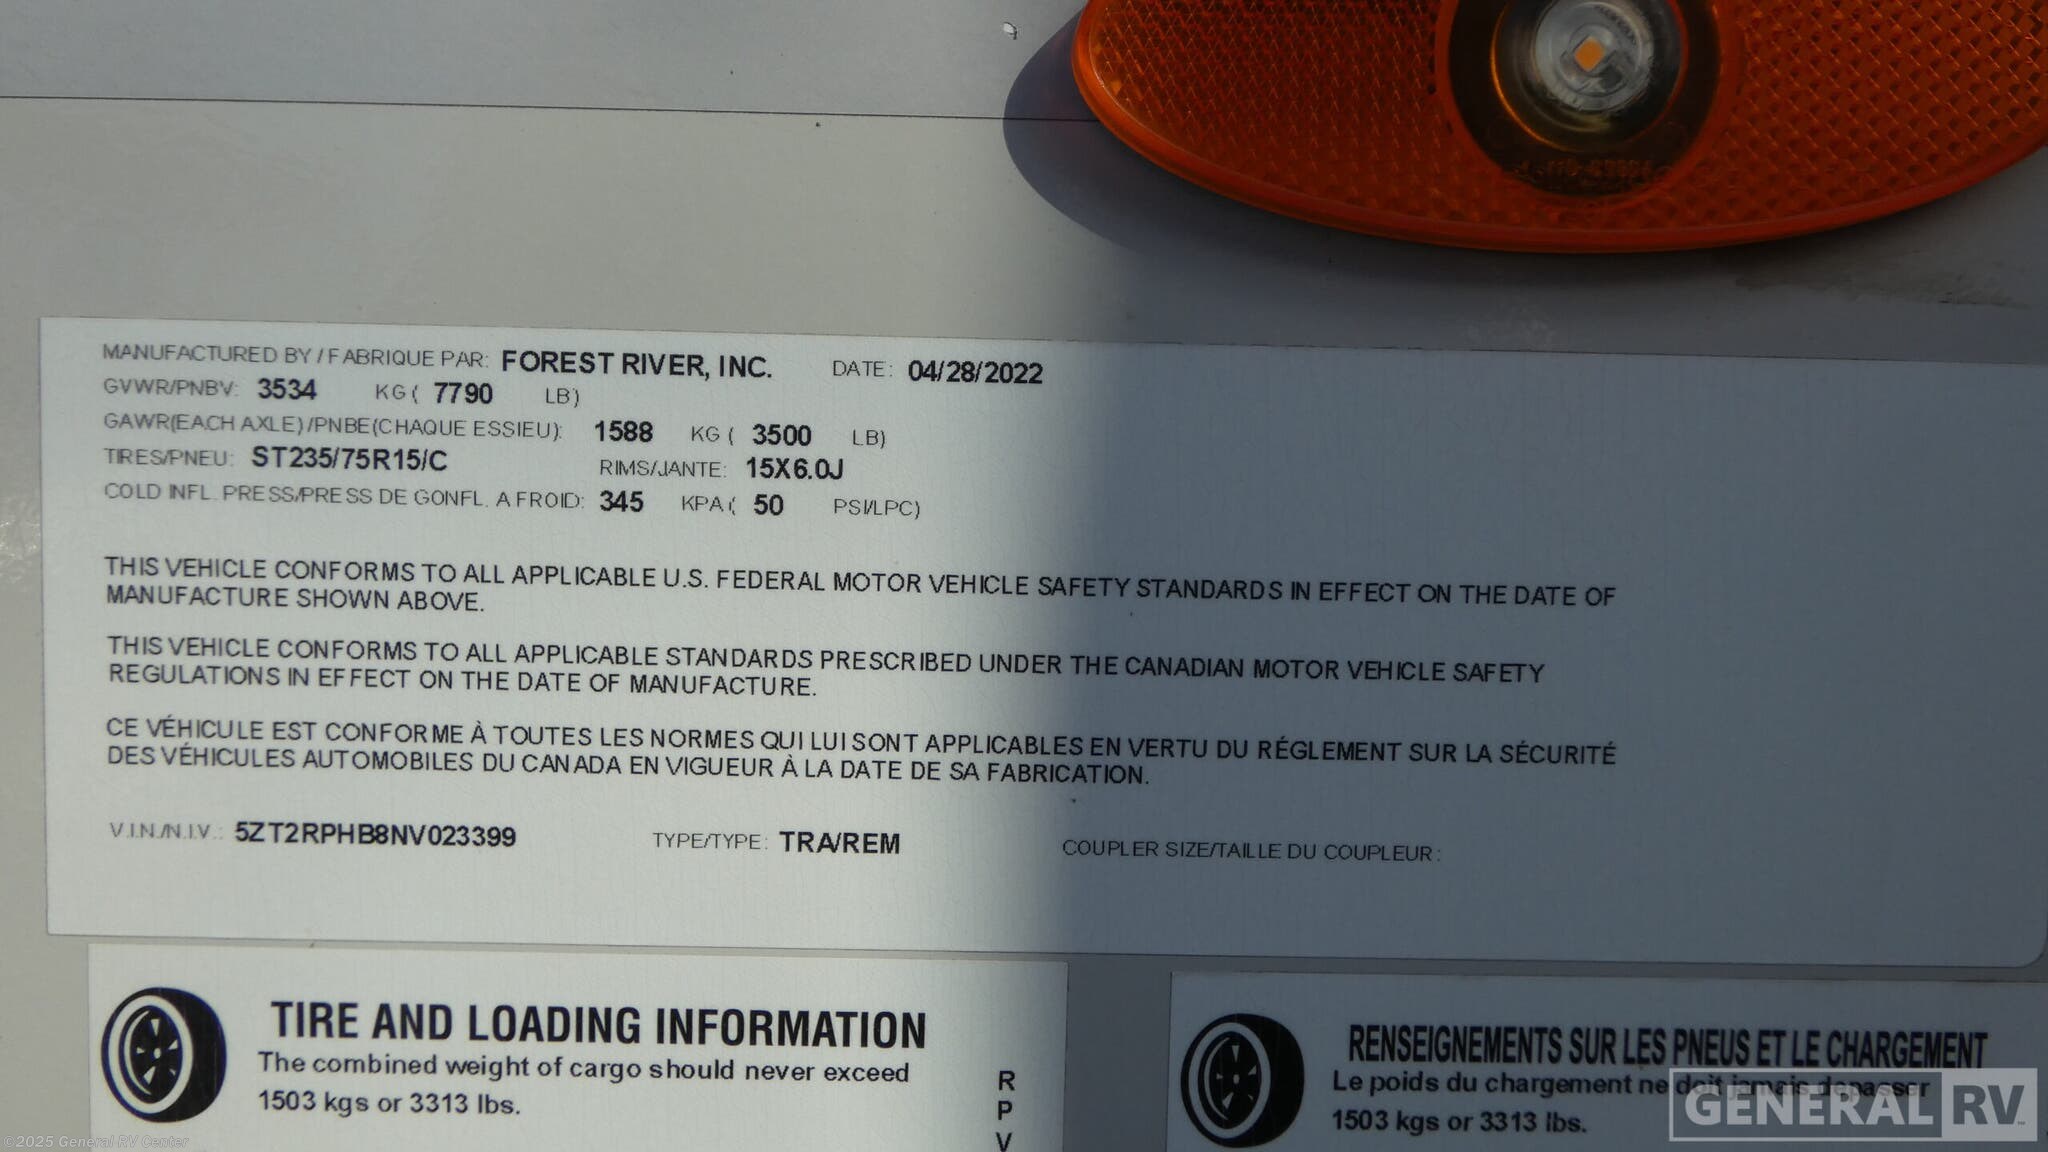 MANUFACTURED BY / FABRIQUE PAR: FOREST RIVER, INC. DATE: 04/28/2022
GVWR/PNBV: 3534 KG ( 7790 LB)
GAWR(EACH AXLE) /PNBE(CHAQUE ESSIEU): 1588 KG ( 3500 LB)
TIRES/PNEU: ST235/75R15/C RIMS/JANTE: 15X6.0J
COLD INFL. PRESS/PRESS DE GONFL. A FROID: 345 KPA ( 50 PSI/LPC)
THIS VEHICLE CONFORMS TO ALL APPLICABLE U.S. FEDERAL MOTOR VEHICLE SAFETY STANDARDS IN EFFECT ON THE DATE OF
MANUFACTURE SHOWN ABOVE.
THIS VEHICLE CONFORMS TO ALL APPLICABLE STANDARDS PRESCRIBED UNDER THE CANADIAN MOTOR VEHICLE SAFETY
REGULATIONS IN EFFECT ON THE DATE OF MANUFACTURE.
CE VÉHICULE EST CONFORME À TOUTES LES NORMES QUI LUI SONT APPLICABLES EN VERTU DU RÉGLEMENT SUR LA SÉCURITÉ
DES VÉHICULES AUTOMOBILES DU CANADA EN VIGUEUR À LA DATE DE SA FABRICATION.
V.I.N./N.I.V.: 5ZT2RPHB8NV023399 TYPE/TYPE: TRA/REM COUPLER SIZE/TAILLE DU COUPLEUR:
TIRE AND LOADING INFORMATION
The combined weight of cargo should never exceed
1503 kgs or 3313 lbs.
R
P
V
RENSEIGNEMENTS SUR LES PNEUS ET LE CHARGEMENT
Le poids du chargement ne doit jamais depasser
1503 kgs or 3313 lbs.
GENERAL RV
©2025 General RV Center